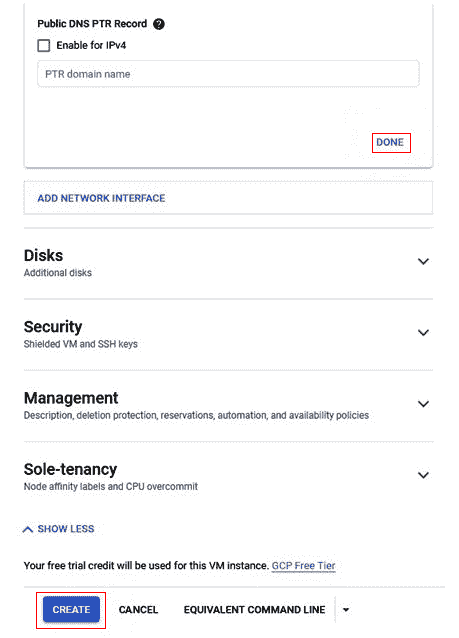 Public DNS PTR Record ?
Enable for IPv4
PTR domain name
DONE
ADD NETWORK INTERFACE
Disks
Additional disks
Security
Shielded VM and SSH keys
Management
Description, deletion protection, reservations, automation, and availability policies
Sole-tenancy
Node affinity labels and CPU overcommit
SHOW LESS
Your free trial credit will be used for this VM instance. GCP Free Tier
CREATE CANCEL EQUIVALENT COMMAND LINE